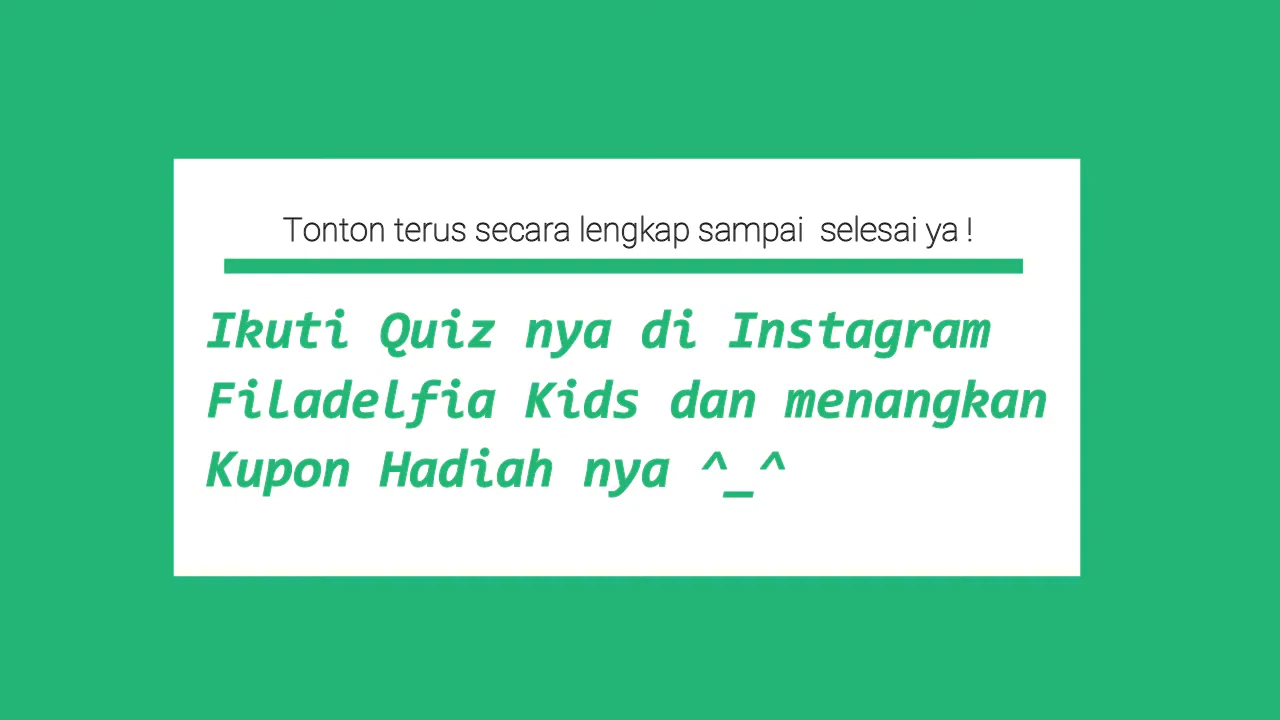 Tonton terus secara lengkap sampai  selesai ya !
Ikuti Quiz nya di Instagram
Filadelfia Kids dan menangkan
Kupon Hadiah nya ^_^